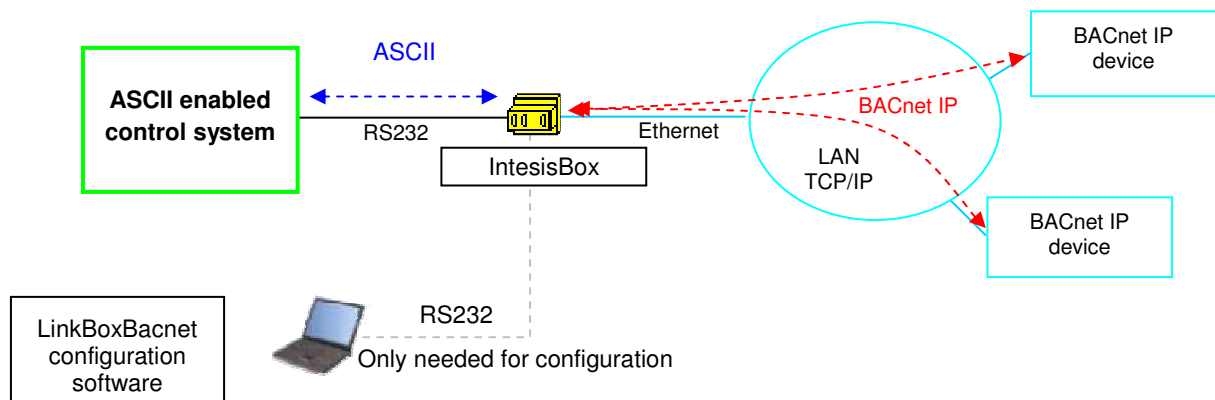 ASCII enabled
control system
ASCII
RS232
IntesisBox
Ethernet
BACnet IP
LAN
TCP/IP
BACnet IP
device
BACnet IP
device
LinkBoxBacnet
configuration
software
RS232
Only needed for configuration